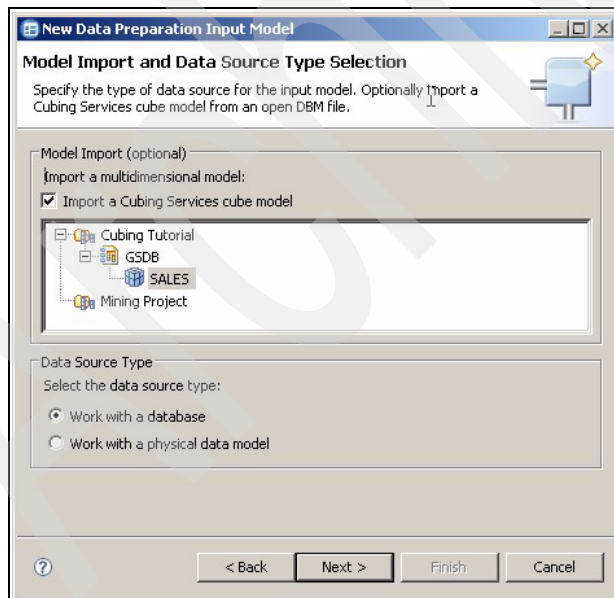 New Data Preparation Input Model
Model Import and Data Source Type Selection
Specify the type of data source for the input model. Optionally import a
Cubing Services cube model from an open DBM file.
Model Import (optional)
Import a multidimensional model:
Import a Cubing Services cube model
Cubing Tutorial
GSDB
SALES
Mining Project
Data Source Type
Select the data source type:
Work with a database
Work with a physical data model
?
< Back Next > Finish Cancel